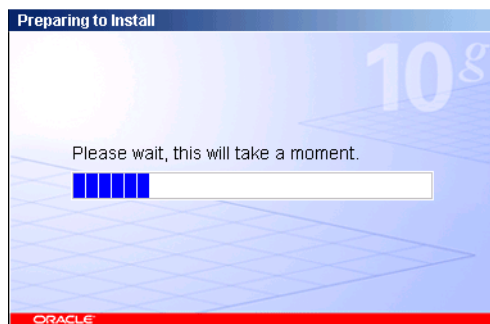 Preparing to Install
10g
Please wait, this will take a moment.
ORACLE